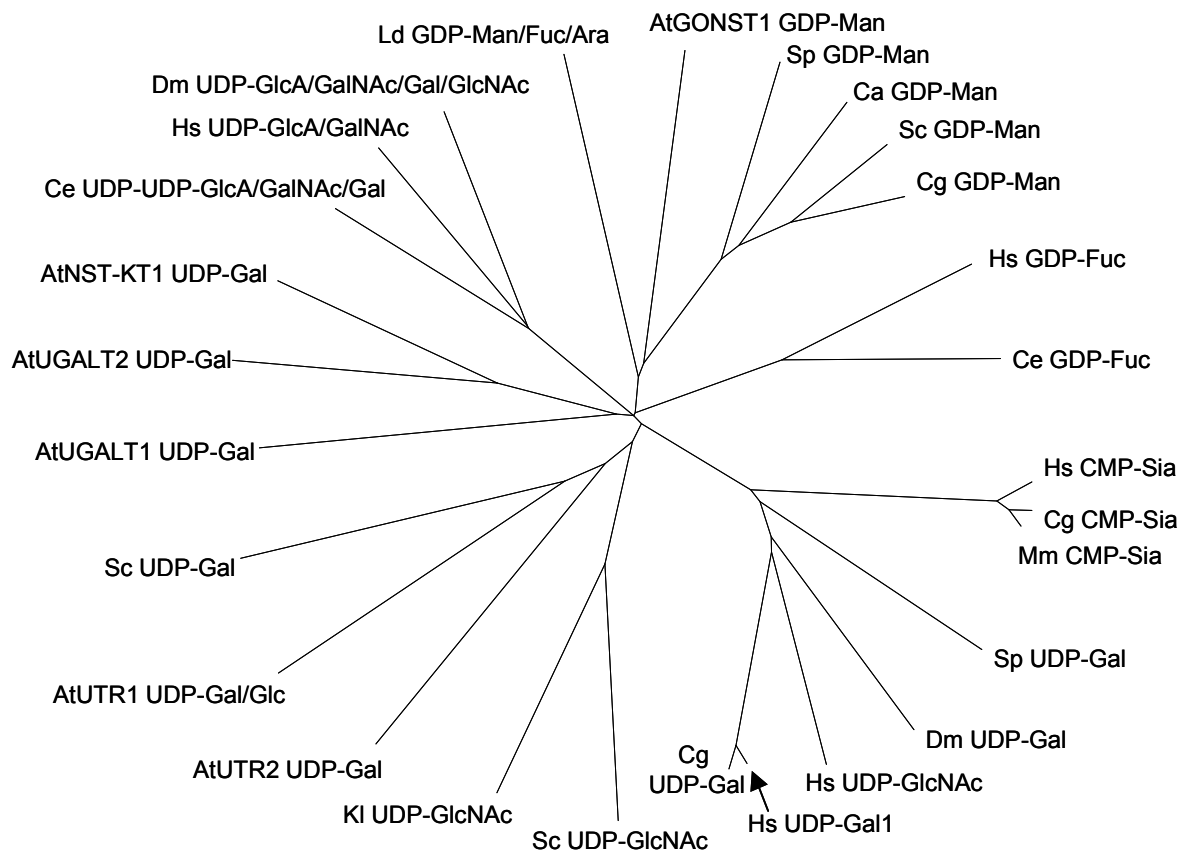 AtGONST1 GDP-Man
Ld GDP-Man/Fuc/Ara
Sp GDP-Man
Dm UDP-GlcA/GalNAc/Gal/GlcNAc
Ca GDP-Man
Hs UDP-GlcA/GalNAc
Sc GDP-Man
Ce UDP-UDP-GlcA/GalNAc/Gal
Cg GDP-Man
AtNST-KT1 UDP-Gal
Hs GDP-Fuc
AtUGALT2 UDP-Gal
Ce GDP-Fuc
AtUGALT1 UDP-Gal
Hs CMP-Sia
Cg CMP-Sia
Mm CMP-Sia
Sc UDP-Gal
Sp UDP-Gal
AtUTR1 UDP-Gal/Glc
Dm UDP-Gal
AtUTR2 UDP-Gal
Cg
UDP-Gal
Hs UDP-GlcNAc
Kl UDP-GlcNAc
Hs UDP-Gal1
Sc UDP-GlcNAc